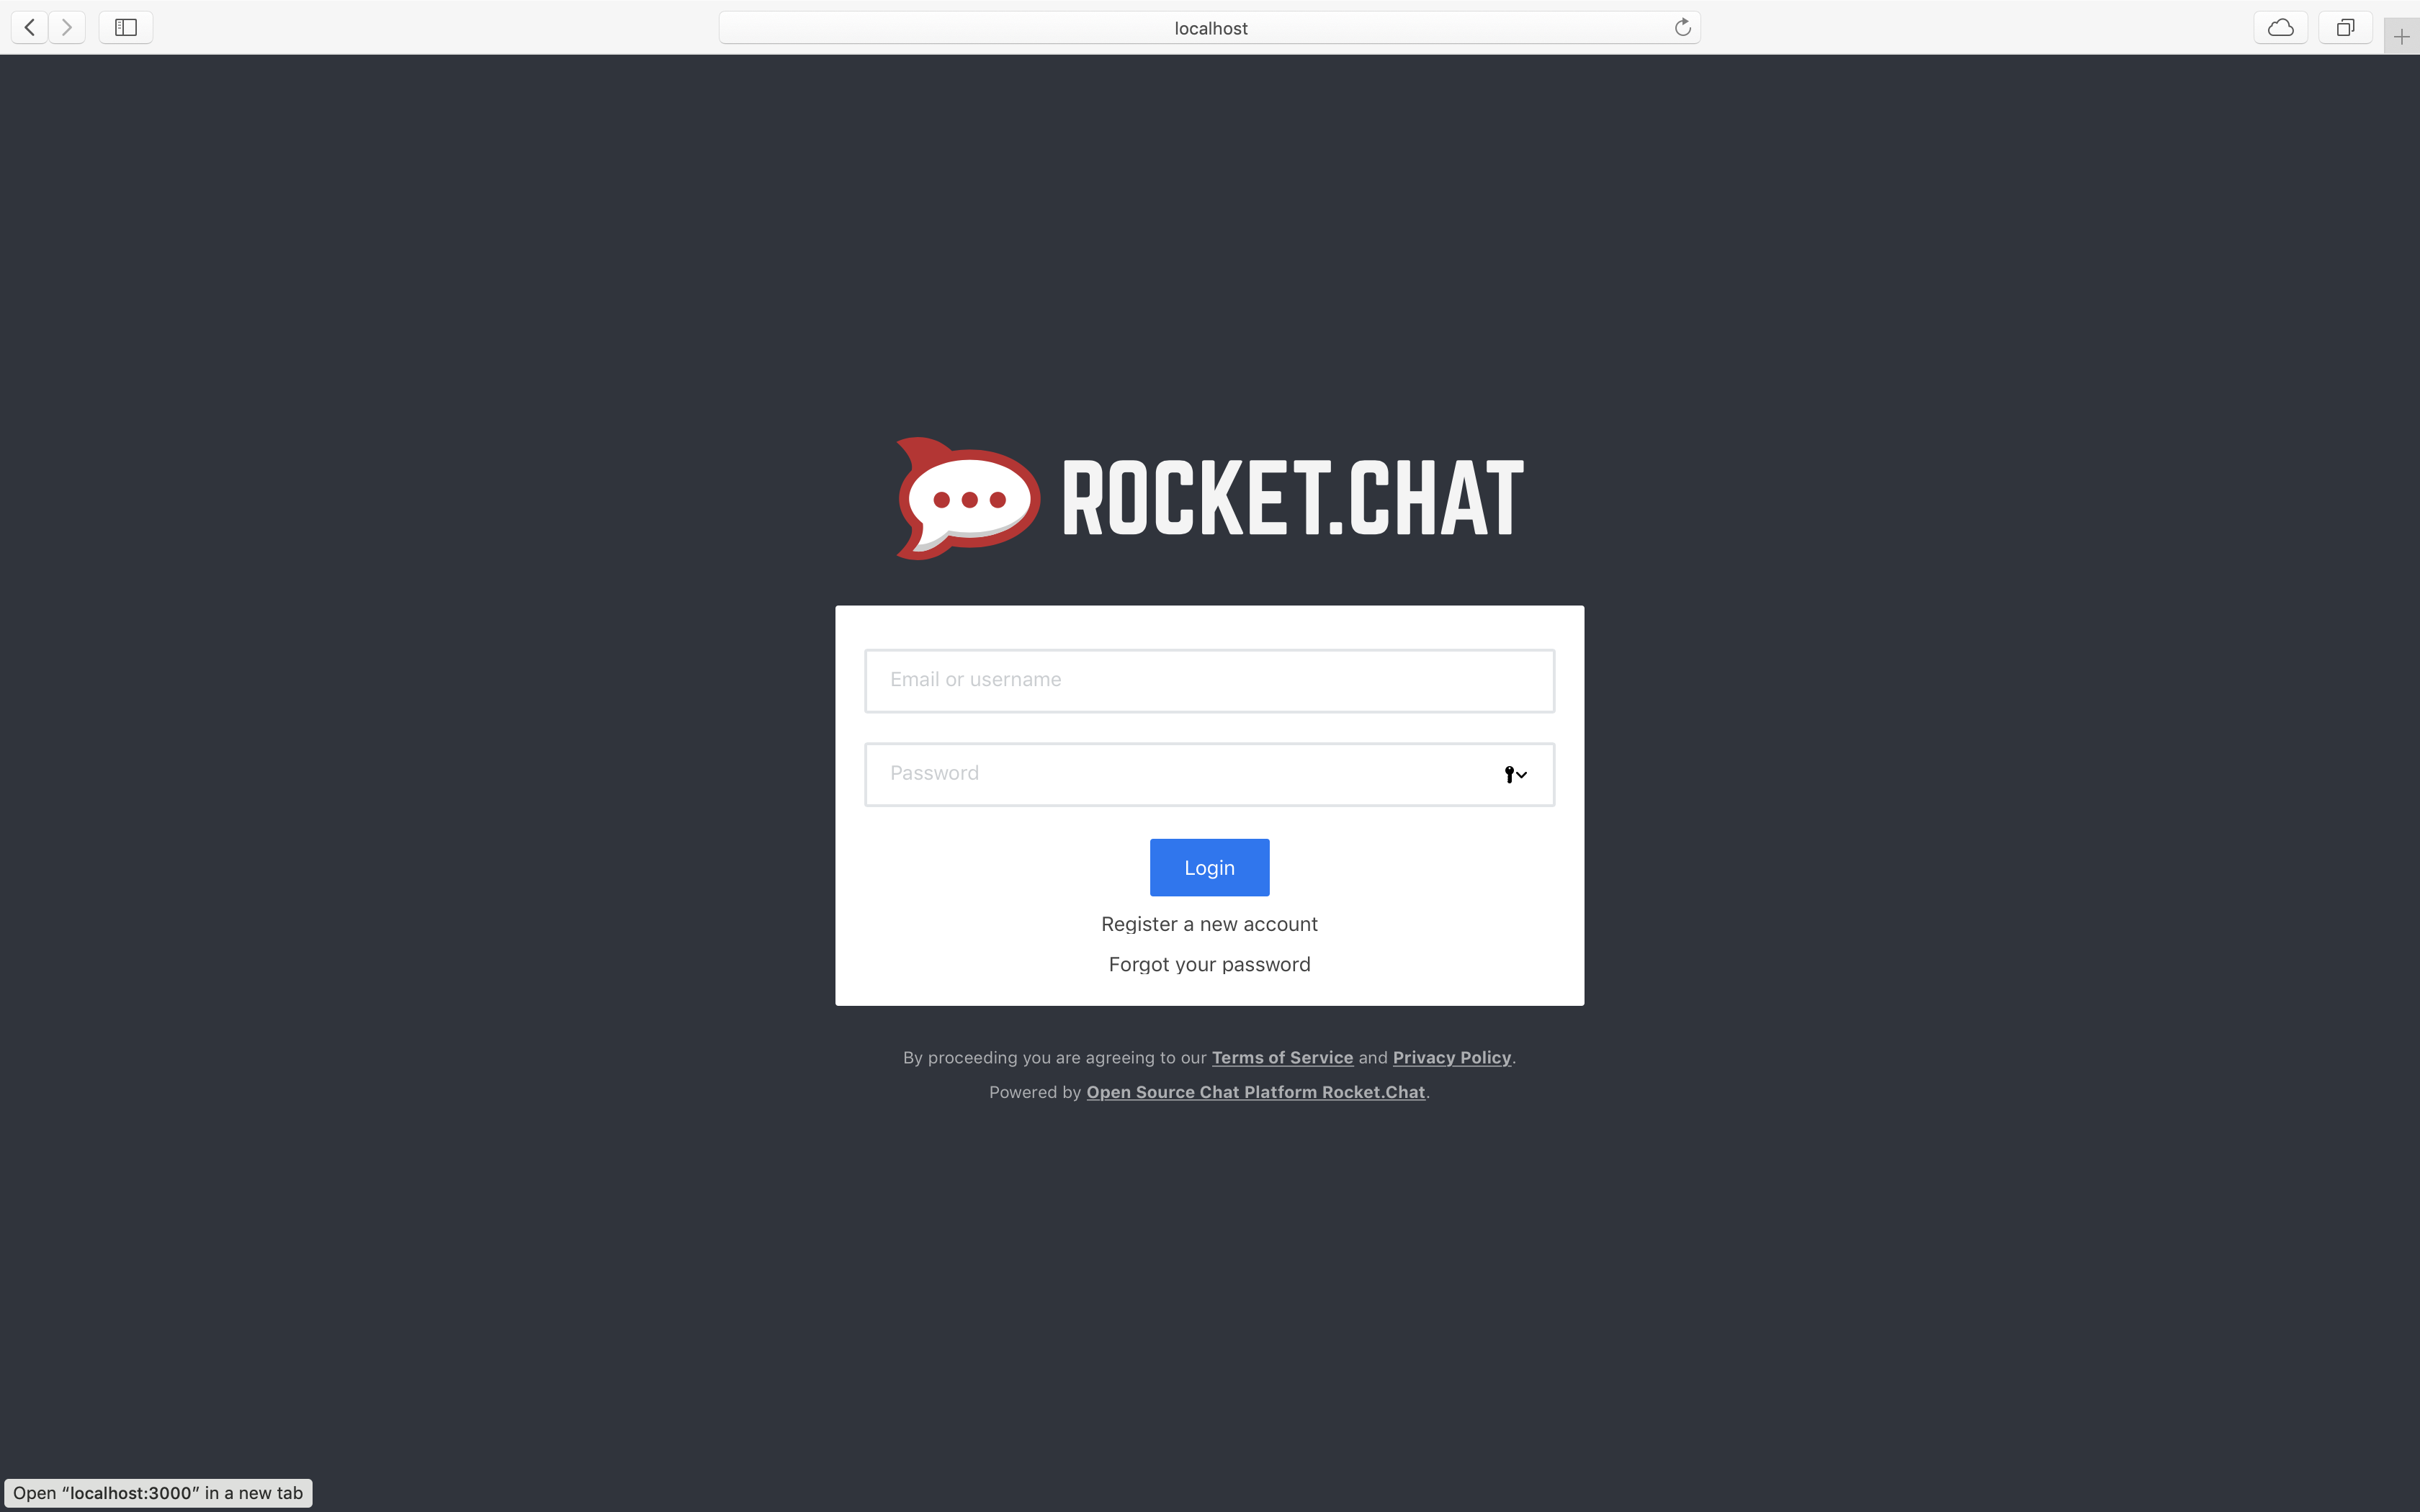 localhost
ROCKET.CHAT
Email or username
Password
Login
Register a new account
Forgot your password
By proceeding you are agreeing to our Terms of Service and Privacy Policy.
Powered by Open Source Chat Platform Rocket.Chat.
Open “localhost:3000” in a new tab